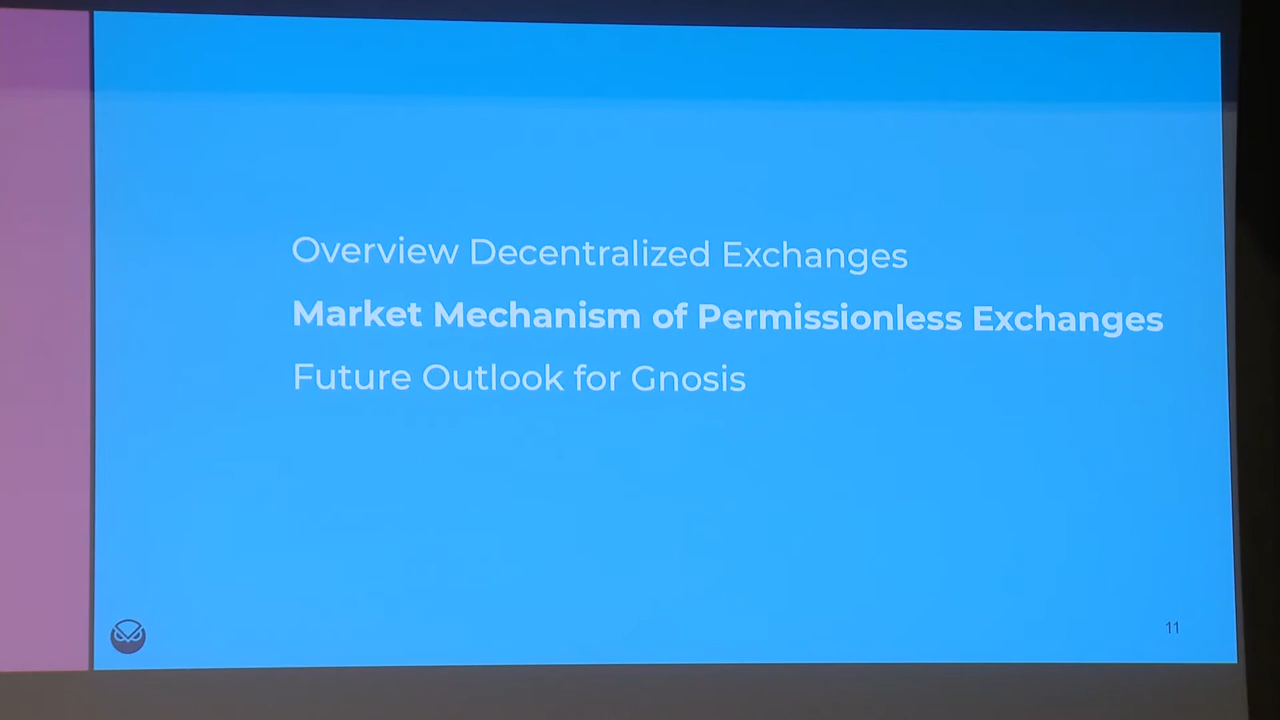 Overview Decentralized Exchanges
Market Mechanism of Permissionless Exchanges
Future Outlook for Gnosis
11